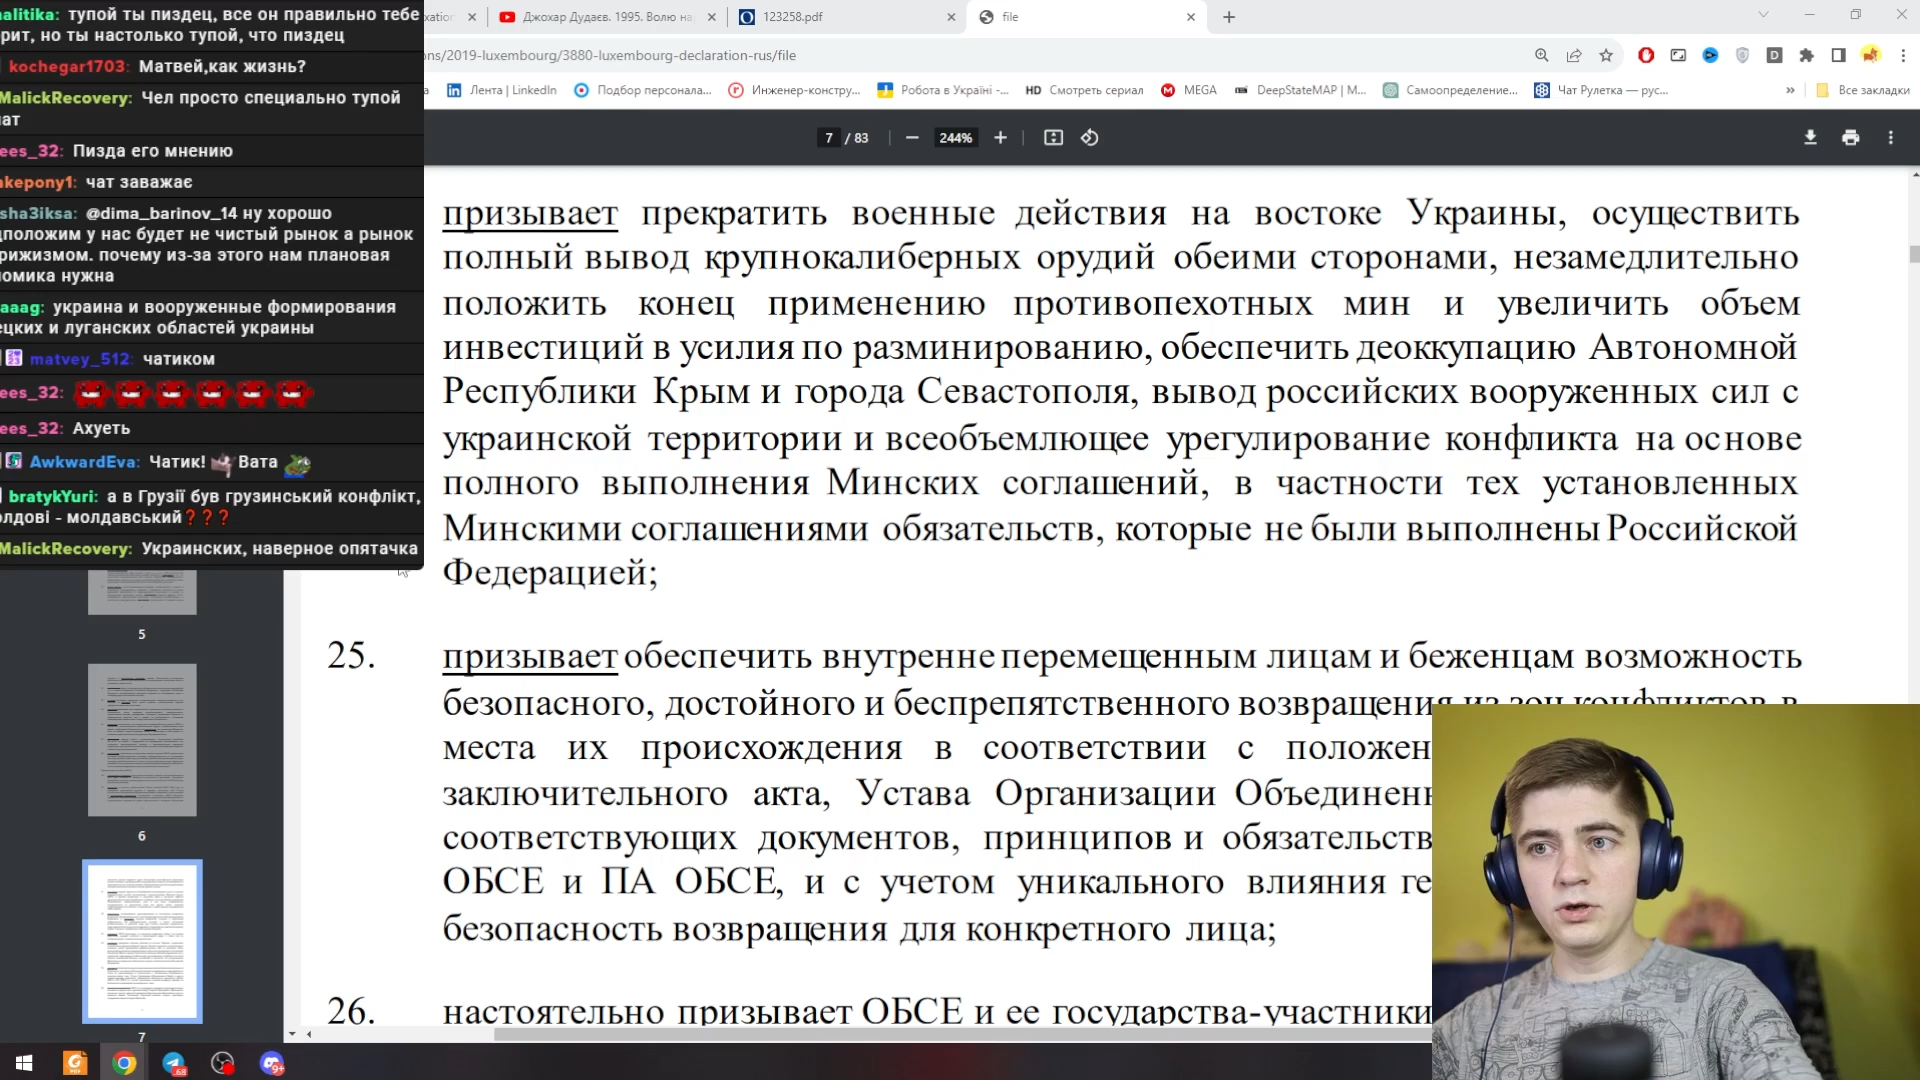 alitika: тупой ты пиздец, все он правильно тебе
рит, но ты настолько тупой, что пиздец
kochegar1703: Матвей,как жизнь?
MalickRecovery: Чел просто специально тупой
ат
ees_32: Пизда его мнению
akepony1: чат заважає
sha3iksa: @dima_barinov_14 ну хорошо
дположим у нас будет не чистый рынок а рынок
рижизмом. почему из-за этого нам плановая
номика нужна
aaag: украина и вооруженные формирования
ецких и луганских областей украины
matvey_512: чатиком
ees_32:
ees_32: Ахуеть
AwkwardEva: Чатик! Вата
bratykYuri: а в Грузії був грузинський конфлікт,
олдові - молдавський❓❓❓
MalickRecovery: Украинских, наверное опятачка
xation
Джохар Дудаєв. 1995. Волю на
123258.pdf
file
ns/2019-luxembourg/3880-luxembourg-declaration-rus/file
Лента | LinkedIn
Подбор персонала...
Инженер-констру...
Робота в Україні -...
HD Смотреть сериал
MEGA
DeepStateMAP | М...
Самоопределение...
Чат Рулетка — рус...
»
Все закладки
7 / 83
244%
призывает прекратить военные действия на востоке Украины, осуществить
полный вывод крупнокалиберных орудий обеими сторонами, незамедлительно
положить конец применению противопехотных мин и увеличить объем
инвестиций в усилия по разминированию, обеспечить деоккупацию Автономной
Республики Крым и города Севастополя, вывод российских вооруженных сил с
украинской территории и всеобъемлющее урегулирование конфликта на основе
полного выполнения Минских соглашений, в частности тех установленных
Минскими соглашениями обязательств, которые не были выполнены Российской
Федерацией;
25. призывает обеспечить внутренне перемещенным лицам и беженцам возможность
безопасного, достойного и беспрепятственного возвращения из зон конфликтов в
места их происхождения в соответствии с положен
заключительного акта, Устава Организации Объединен
соответствующих документов, принципов и обязательств
ОБСЕ и ПА ОБСЕ, и с учетом уникального влияния ге
безопасность возвращения для конкретного лица;
26. настоятельно призывает ОБСЕ и ее государства-участники
5
6
7
68
9+